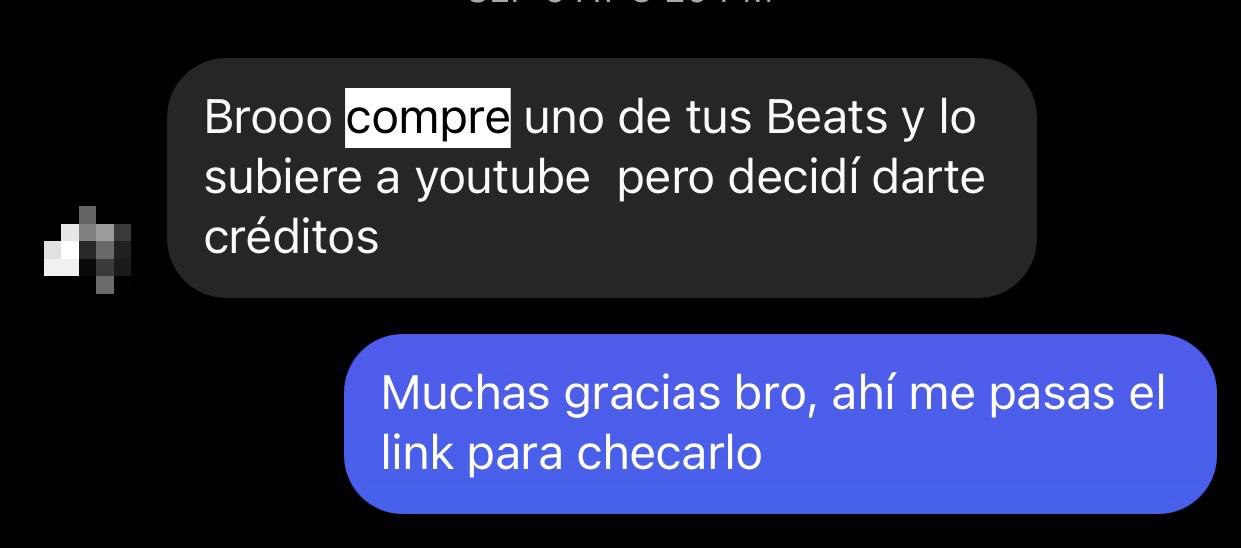 Brooo compre uno de tus Beats y lo
subiere a youtube  pero decidí darte
créditos
Muchas gracias bro, ahí me pasas el
link para checarlo